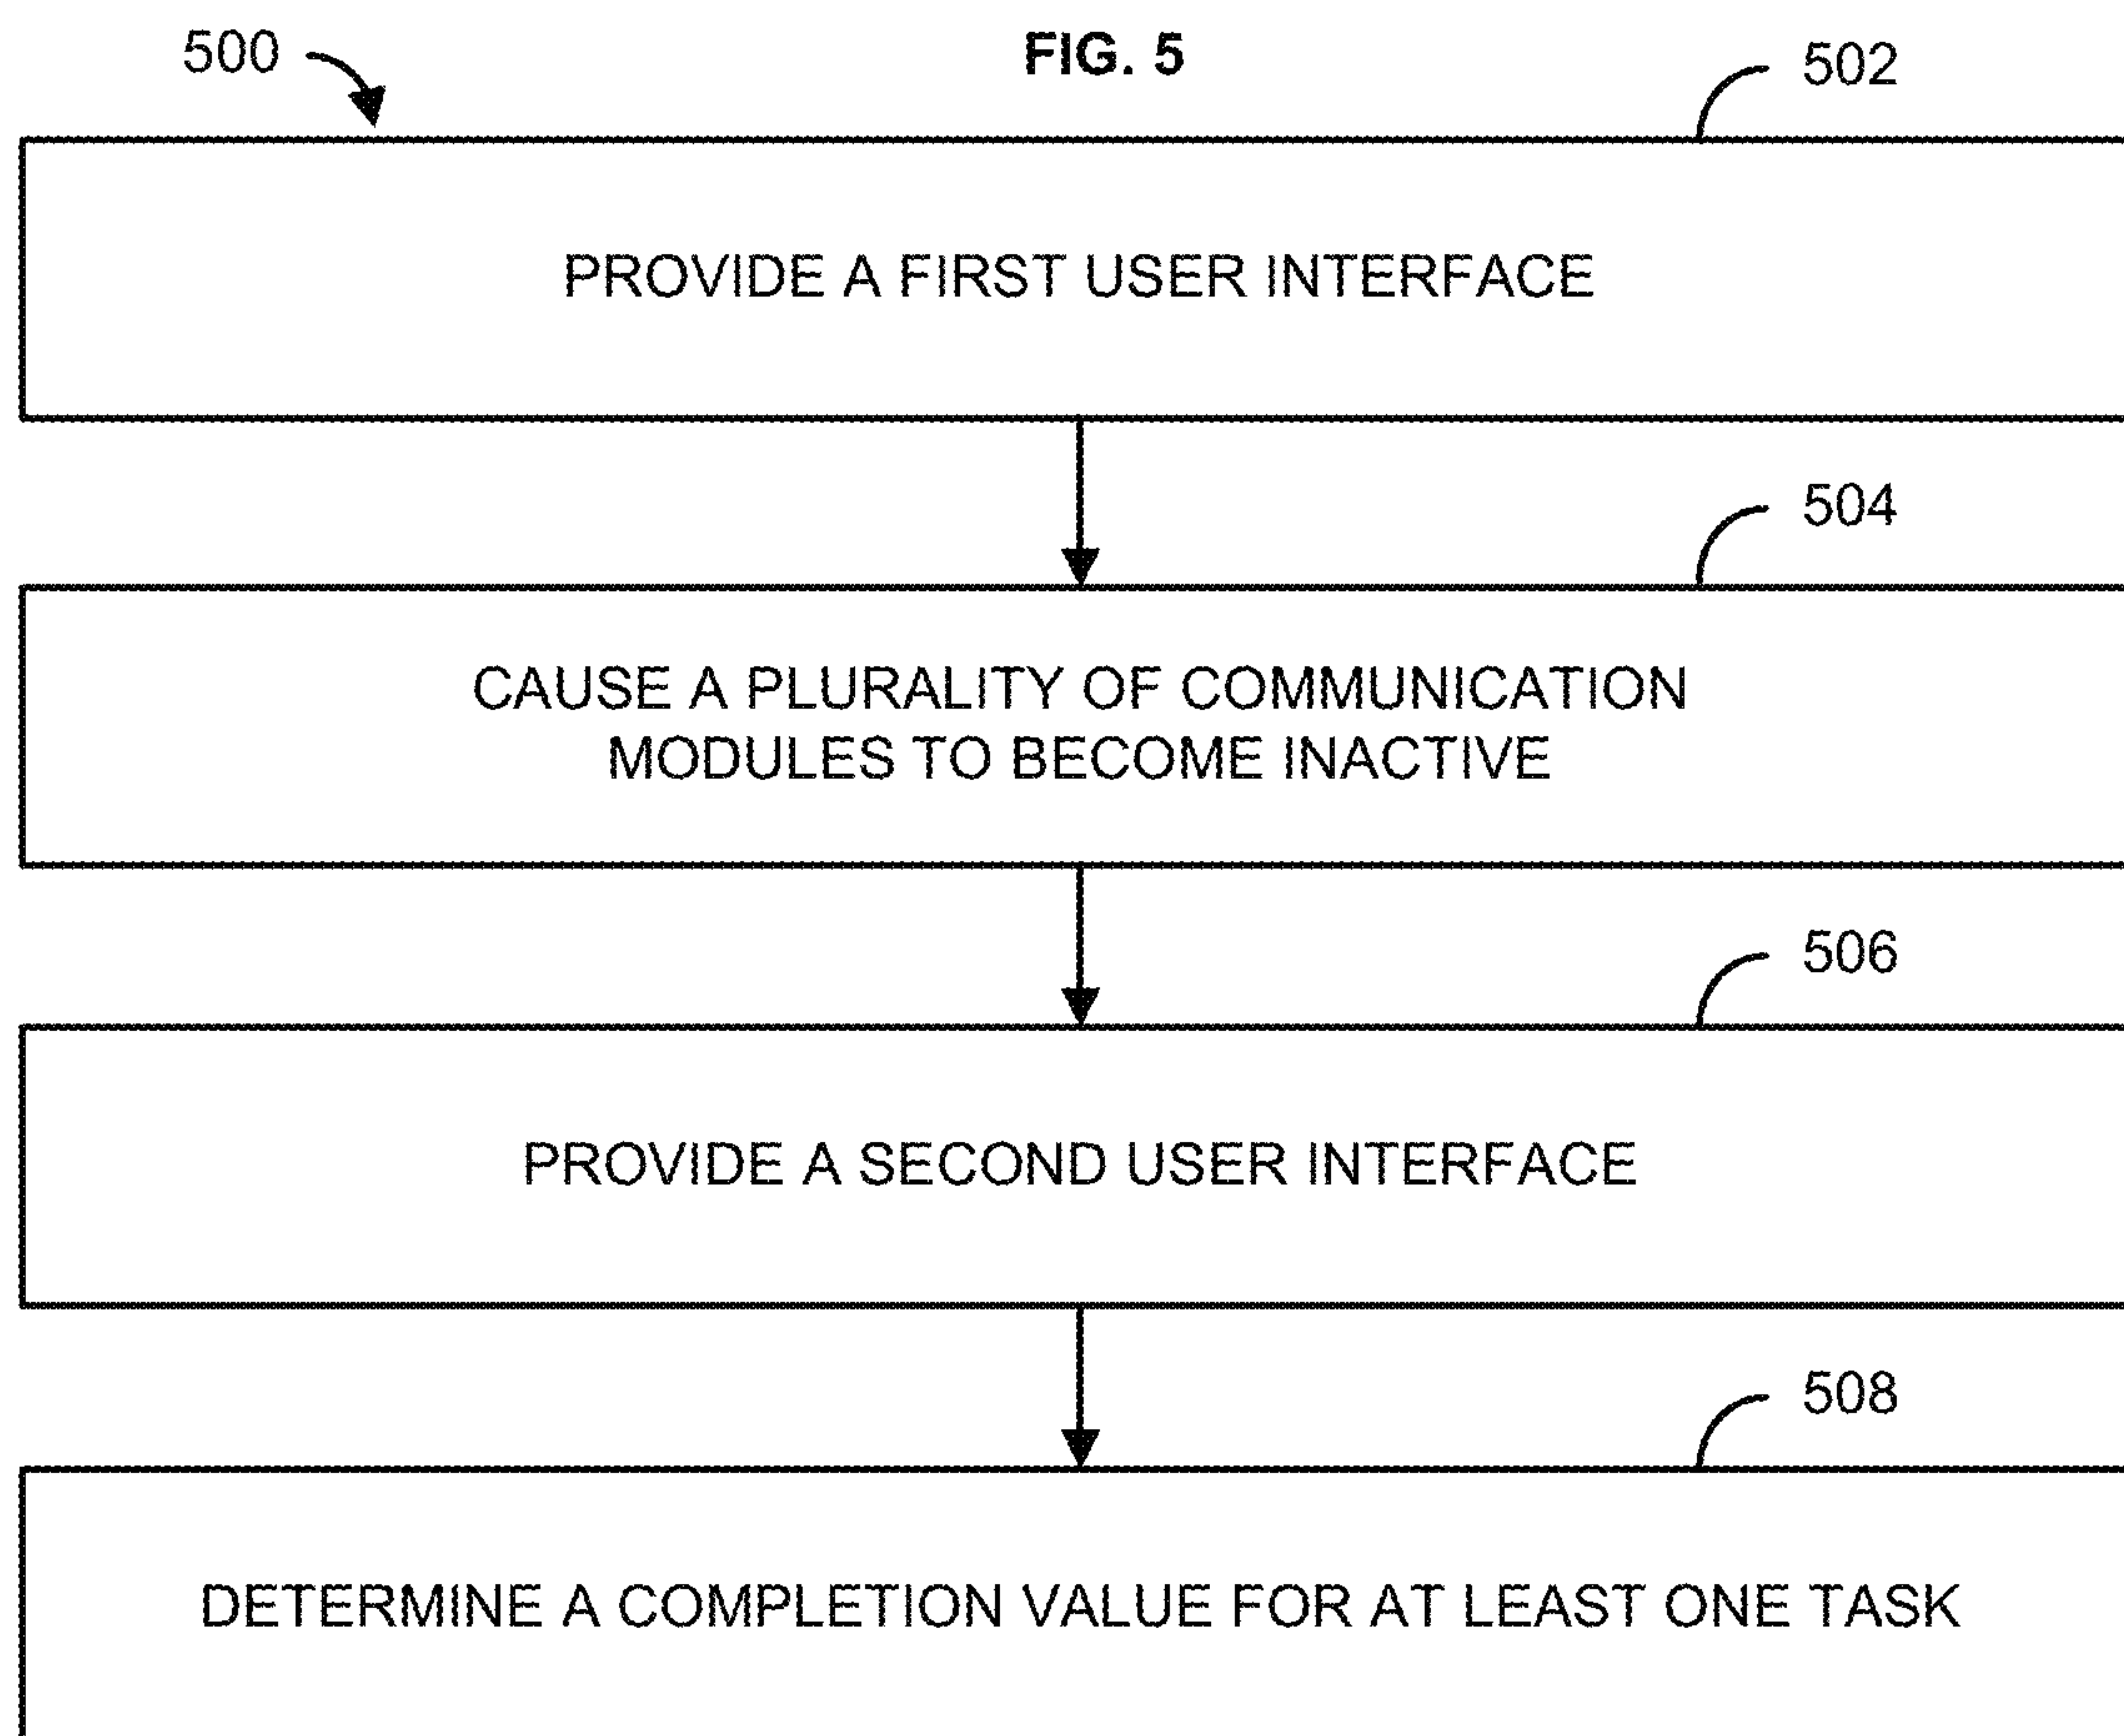 500
FIG. 5
502
PROVIDE A FIRST USER INTERFACE
504
CAUSE A PLURALITY OF COMMUNICATION
MODULES TO BECOME INACTIVE
506
PROVIDE A SECOND USER INTERFACE
508
DETERMINE A COMPLETION VALUE FOR AT LEAST ONE TASK